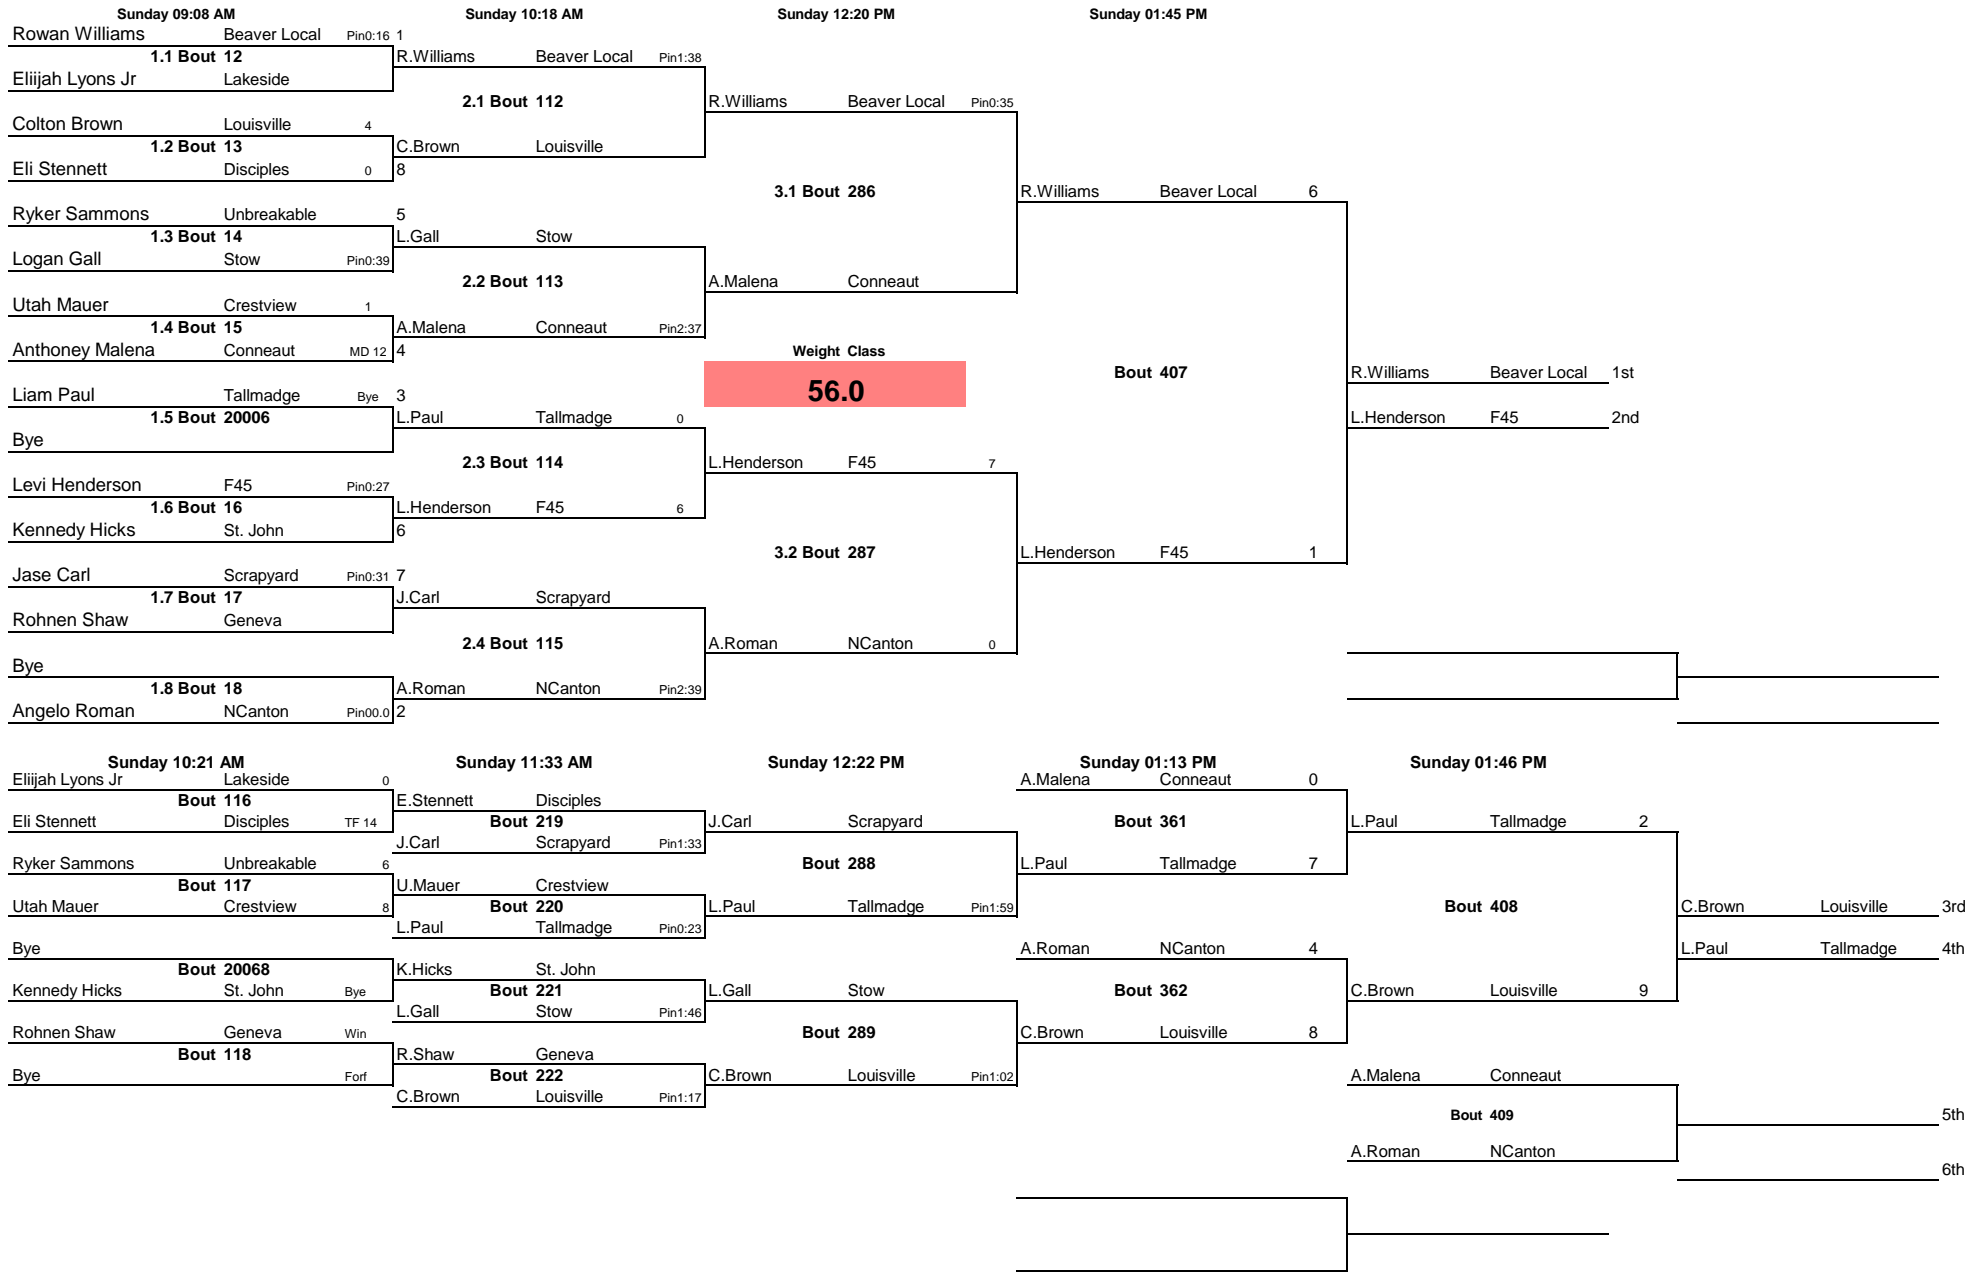 Sunday 09:08 AM Sunday 10:18 AM Sunday 12:20 PM Sunday 01:45 PM
Rowan Williams Beaver Local Pin0:16 1
1.1 Bout 12 R.Williams Beaver Local Pin1:38
Eliijah Lyons Jr Lakeside
2.1 Bout 112 R.Williams Beaver Local Pin0:35
Colton Brown Louisville 4
1.2 Bout 13 C.Brown Louisville
Eli Stennett Disciples 0 8
3.1 Bout 286 R.Williams Beaver Local 6
Ryker Sammons Unbreakable 5
1.3 Bout 14 L.Gall Stow
Logan Gall Stow Pin0:39
2.2 Bout 113 A.Malena Conneaut
Utah Mauer Crestview 1
1.4 Bout 15 A.Malena Conneaut Pin2:37
Anthoney Malena Conneaut MD 12 4 Weight Class
Bout 407 R.Williams Beaver Local 1st
Liam Paul Tallmadge Bye 3 56.0
1.5 Bout 20006 L.Paul Tallmadge 0 L.Henderson F45 2nd
Bye
2.3 Bout 114 L.Henderson F45 7
Levi Henderson F45 Pin0:27
1.6 Bout 16 L.Henderson F45 6
Kennedy Hicks St. John 6
3.2 Bout 287 L.Henderson F45 1
Jase Carl Scrapyard Pin0:31 7
1.7 Bout 17 J.Carl Scrapyard
Rohnen Shaw Geneva
2.4 Bout 115 A.Roman NCanton 0
Bye
1.8 Bout 18 A.Roman NCanton Pin2:39
Angelo Roman NCanton Pin00.0 2
Sunday 10:21 AM Sunday 11:33 AM Sunday 12:22 PM Sunday 01:13 PM Sunday 01:46 PM
Eliijah Lyons Jr Lakeside 0 A.Malena Conneaut 0
Bout 116 E.Stennett Disciples
Eli Stennett Disciples TF 14 Bout 219 J.Carl Scrapyard Bout 361 L.Paul Tallmadge 2
J.Carl Scrapyard Pin1:33
Ryker Sammons Unbreakable 6 Bout 288 L.Paul Tallmadge 7
Bout 117 U.Mauer Crestview
Utah Mauer Crestview 8 Bout 220 L.Paul Tallmadge Pin1:59 Bout 408 C.Brown Louisville 3rd
L.Paul Tallmadge Pin0:23
Bye A.Roman NCanton 4 L.Paul Tallmadge 4th
Bout 20068 K.Hicks St. John
Kennedy Hicks St. John Bye Bout 221 L.Gall Stow Bout 362 C.Brown Louisville 9
L.Gall Stow Pin1:46
Rohnen Shaw Geneva Win Bout 289 C.Brown Louisville 8
Bout 118 R.Shaw Geneva
Bye Forf Bout 222 C.Brown Louisville Pin1:02 A.Malena Conneaut
C.Brown Louisville Pin1:17
Bout 409 5th
A.Roman NCanton
6th